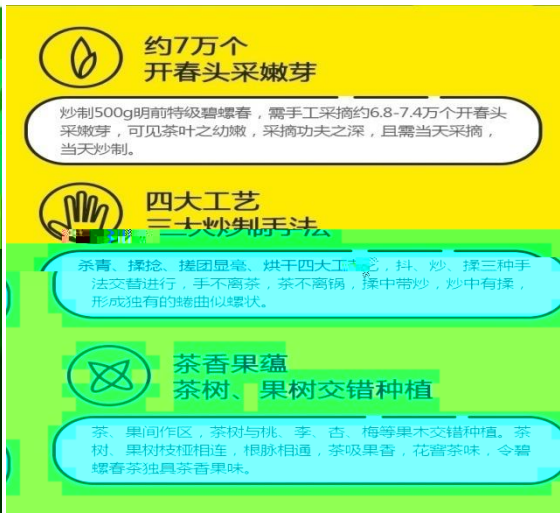 约7万个
开春头采嫩芽
炒制500g明前特级碧螺春，需手工采摘约6.8-7.4万个开春头
采嫩芽，可见茶叶之幼嫩，采摘功夫之深，且需当天采摘，
当天炒制。
四大工艺
三大炒制手法
杀青、揉捻、搓团显毫、烘干四大工艺，抖、炒、揉三种手
法交替进行，手不离茶，茶不离锅，揉中带炒，炒中有揉，
形成独有的蜷曲似螺状。
茶香果蕴
茶树、果树交错种植
茶、果间作区，茶树与桃、李、杏、梅等果木交错种植。茶
树、果树枝桠相连，根脉相通，茶吸果香，花窨茶味，令碧
螺春茶独具茶香果味。